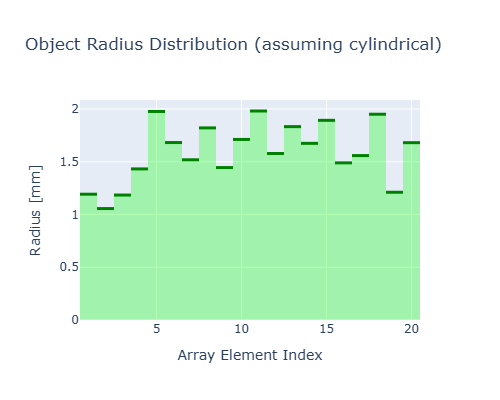 Object Radius Distribution (assuming cylindrical)
2
1.5
1
0.5
0
5 10 15 20
Radius [mm]
Array Element Index